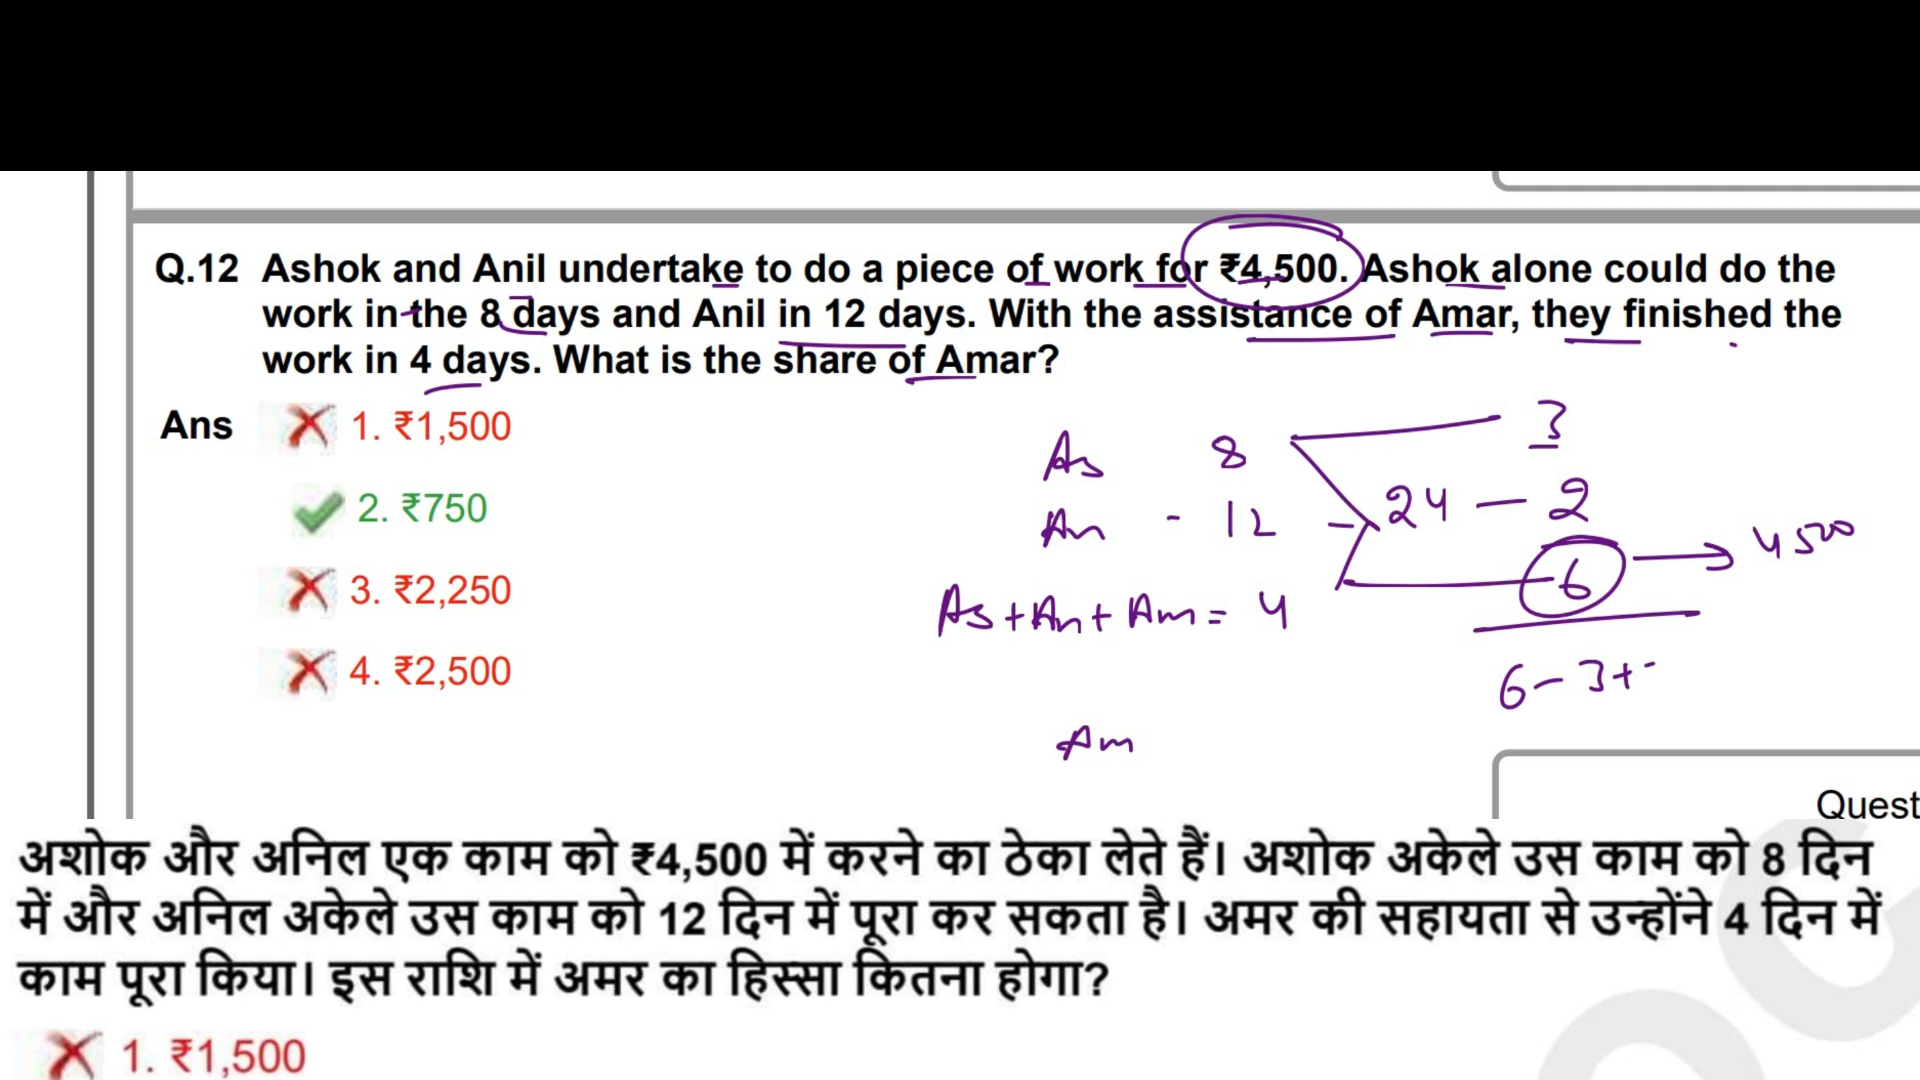 Q.12 Ashok and Anil undertake to do a piece of work for ₹4,500. Ashok alone could do the
work in the 8 days and Anil in 12 days. With the assistance of Amar, they finished the
work in 4 days. What is the share of Amar?
Ans 1. ₹1,500
2. ₹750
3. ₹2,250
4. ₹2,500
As 8 3
An - 12 - 24 - 2
As+An+Am = 4 6 → 4500
6 - 3+
Am
Quest
अशोक और अनिल एक काम को ₹4,500 में करने का ठेका लेते हैं। अशोक अकेले उस काम को 8 दिन
में और अनिल अकेले उस काम को 12 दिन में पूरा कर सकता है। अमर की सहायता से उन्होंने 4 दिन में
काम पूरा किया। इस राशि में अमर का हिस्सा कितना होगा?
1. ₹1,500